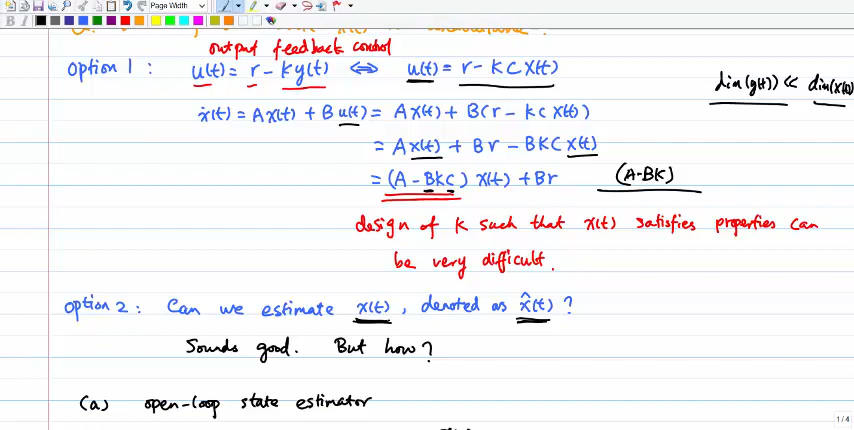 Page Width
output feedback control
Option 1 : u(t) = r - Ky(t) ⇔ u(t) = r - KCX(t)
dim(y(t)) << dim(x(t))
ẋ(t) = Ax(t) + Bu(t) = AX(t) + B(r - KCX(t))
= AX(t) + Br - BKCX(t)
= (A - BKC) X(t) + Br (A-BK)
design of K such that X(t) satisfies properties can
be very difficult.
Option 2 : Can we estimate x(t), denoted as x̂(t) ?
Sounds good. But how?
(a) open-loop state estimator
1/4